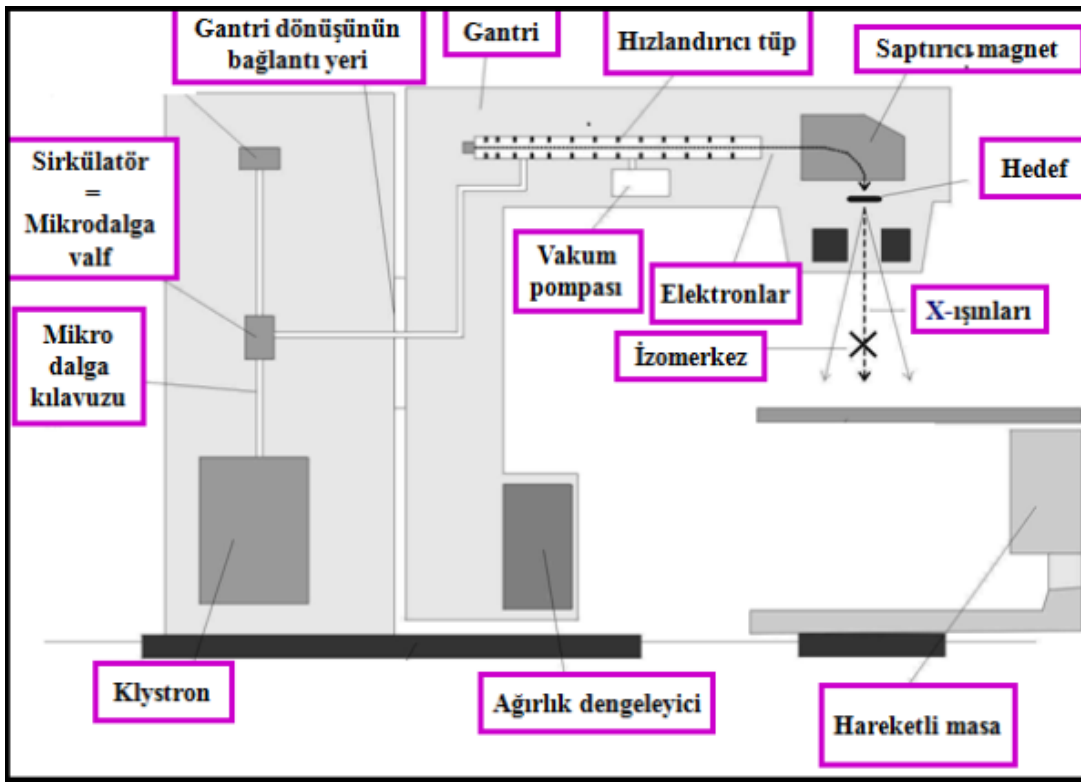 Gantri dönüşünün
bağlantı yeri
Gantri
Hızlandırıcı tüp
Saptırıcı magnet
Sirkülatör
=
Mikrodalga
valf
Hedef
Vakum
pompası
Elektronlar
X-ışınları
Mikro
dalga
kılavuzu
İzomerkez
Klystron
Ağırlık dengeleyici
Hareketli masa